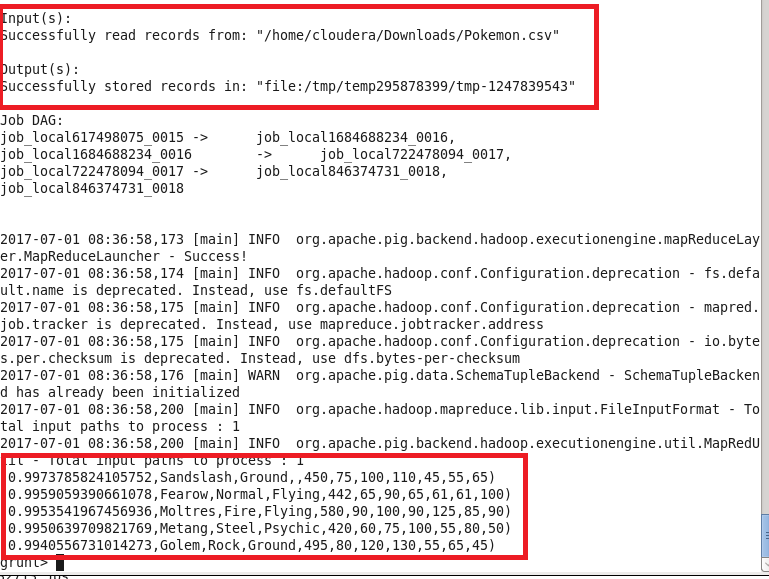 Input(s):
Successfully read records from: "/home/cloudera/Downloads/Pokemon.csv"
Output(s):
Successfully stored records in: "file:/tmp/temp295878399/tmp-1247839543"
Job DAG:
job_local617498075_0015 -> job_local1684688234_0016,
job_local1684688234_0016 -> job_local722478094_0017,
job_local722478094_0017 -> job_local846374731_0018,
job_local846374731_0018
2017-07-01 08:36:58,173 [main] INFO org.apache.pig.backend.hadoop.executionengine.mapReduceLay
er.MapReduceLauncher - Success!
2017-07-01 08:36:58,174 [main] INFO org.apache.hadoop.conf.Configuration.deprecation - fs.defa
ult.name is deprecated. Instead, use fs.defaultFS
2017-07-01 08:36:58,175 [main] INFO org.apache.hadoop.conf.Configuration.deprecation - mapred.
job.tracker is deprecated. Instead, use mapreduce.jobtracker.address
2017-07-01 08:36:58,175 [main] INFO org.apache.hadoop.conf.Configuration.deprecation - io.byte
s.per.checksum is deprecated. Instead, use dfs.bytes-per-checksum
2017-07-01 08:36:58,176 [main] WARN org.apache.pig.data.SchemaTupleBackend - SchemaTupleBacken
d has already been initialized
2017-07-01 08:36:58,200 [main] INFO org.apache.hadoop.mapreduce.lib.input.FileInputFormat - To
tal input paths to process : 1
2017-07-01 08:36:58,200 [main] INFO org.apache.pig.backend.hadoop.executionengine.util.MapRedU
til - Total input paths to process : 1
0.9973785824105752,Sandslash,Ground,,450,75,100,110,45,55,65)
0.9959059390661078,Fearow,Normal,Flying,442,65,90,65,61,61,100)
0.9953541967456936,Moltres,Fire,Flying,580,90,100,90,125,85,90)
0.9950639709821769,Metang,Steel,Psychic,420,60,75,100,55,80,50)
0.9940556731014273,Golem,Rock,Ground,495,80,120,130,55,65,45)
grunt>